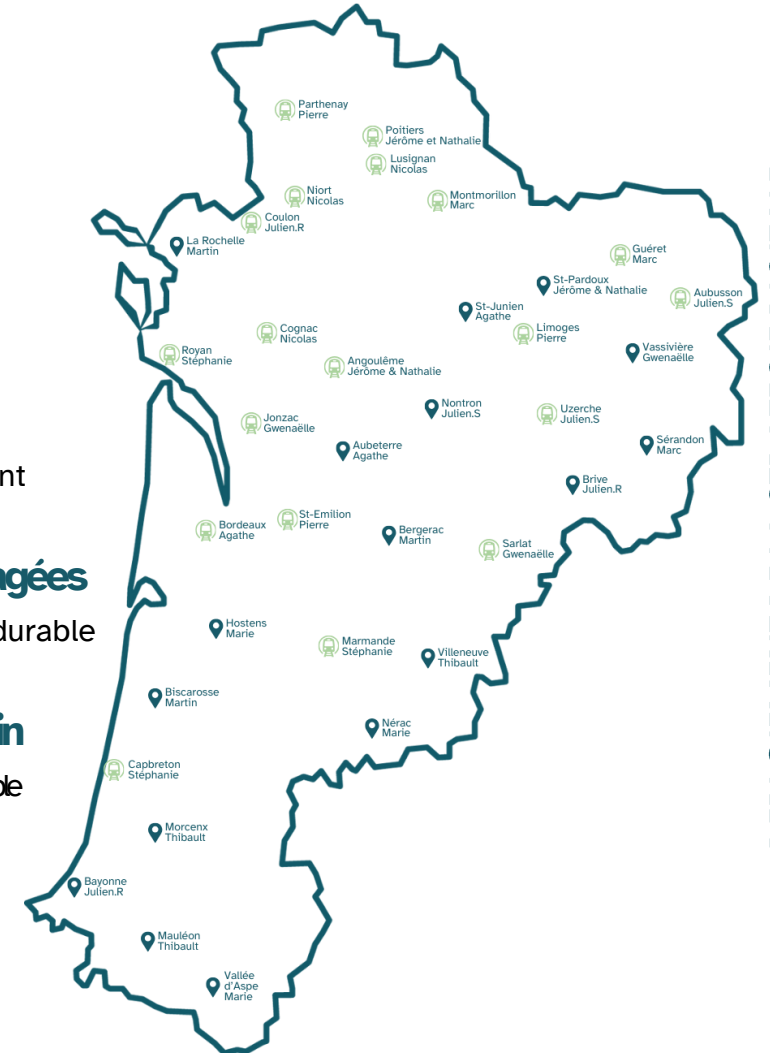 Parthenay
Pierre
Poitiers
Jérôme et Nathalie
Lusignan
Nicolas
Niort
Nicolas
Montmorillon
Marc
Coulon
Julien.R
La Rochelle
Martin
Guéret
Marc
St-Pardoux
Jérôme & Nathalie
Aubusson
Julien.S
St-Junien
Agathe
Cognac
Nicolas
Limoges
Pierre
Royan
Stéphanie
Vassivière
Gwenaëlle
Angoulême
Jérôme & Nathalie
Nontron
Julien.S
Uzerche
Julien.S
Jonzac
Gwenaëlle
Aubeterre
Agathe
Sérandon
Marc
nt
Brive
Julien.R
St-Emilion
Pierre
Bordeaux
Agathe
Bergerac
Martin
Sarlat
Gwenaëlle
gées
durable
Hostens
Marie
Marmande
Stéphanie
Villeneuve
Thibault
Biscarosse
Martin
Nérac
Marie
in
Capbreton
Stéphanie
de
Morcenx
Thibault
Bayonne
Julien.R
Mauléon
Thibault
Vallée
d'Aspe
Marie